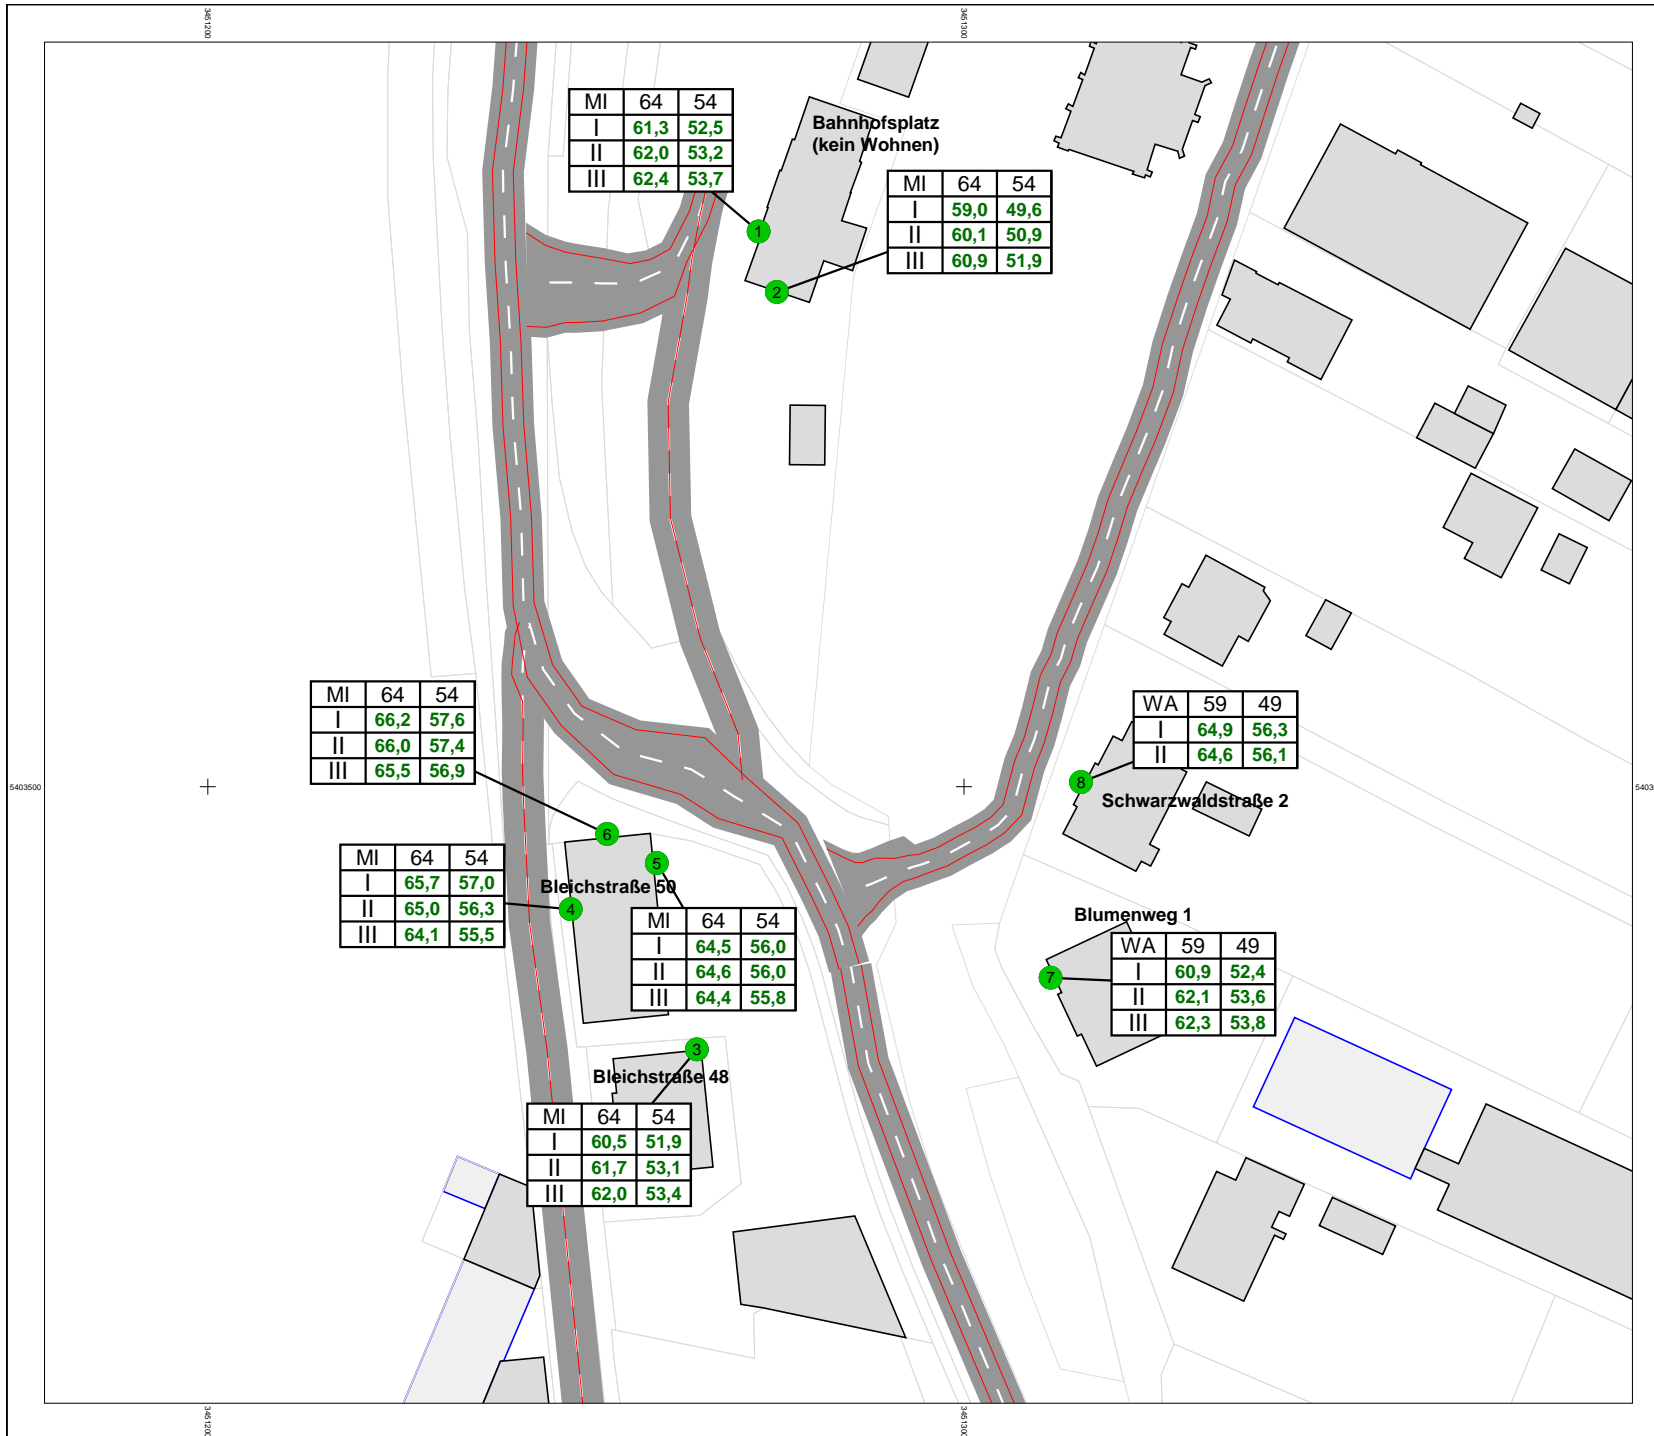 3451200
3451300
MI 64 54
I 61,3 52,5
II 62,0 53,2
III 62,4 53,7
Bahnhofsplatz
(kein Wohnen)
MI 64 54
I 59,0 49,6
II 60,1 50,9
III 60,9 51,9
1
2
MI 64 54
I 66,2 57,6
II 66,0 57,4
III 65,5 56,9
WA 59 49
I 64,9 56,3
II 64,6 56,1
8
Schwarzwaldstraße 2
5403500
5403
6
MI 64 54
I 65,7 57,0
II 65,0 56,3
III 64,1 55,5
5
Bleichstraße 50
4
MI 64 54
I 64,5 56,0
II 64,6 56,0
III 64,4 55,8
Blumenweg 1
WA 59 49
I 60,9 52,4
II 62,1 53,6
III 62,3 53,8
7
3
Bleichstraße 48
MI 64 54
I 60,5 51,9
II 61,7 53,1
III 62,0 53,4
3451200
3451300